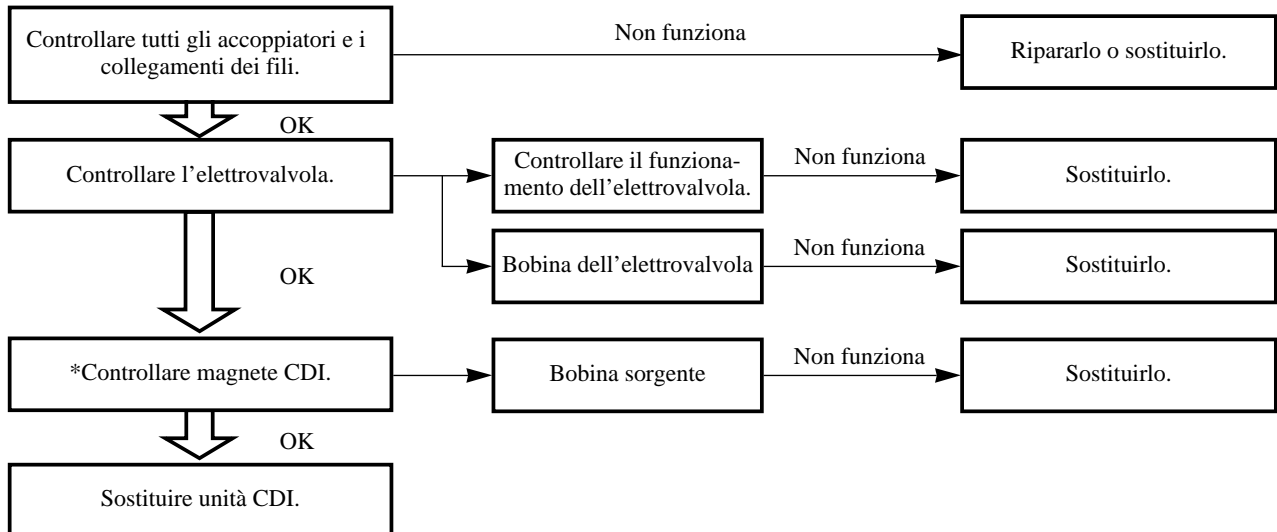 Controllare tutti gli accoppiatori e i
collegamenti dei fili.
Non funziona
Ripararlo o sostituirlo.
OK
Controllare l'elettrovalvola.
Controllare il funziona-
mento dell'elettrovalvola.
Non funziona
Sostituirlo.
Bobina dell'elettrovalvola
Non funziona
Sostituirlo.
OK
*Controllare magnete CDI.
Bobina sorgente
Non funziona
Sostituirlo.
OK
Sostituire unità CDI.